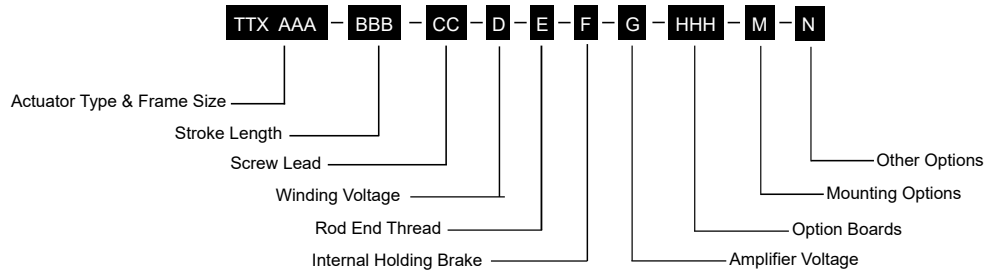 TTX AAA – BBB – CC – D – E – F – G – HHH – M – N
Actuator Type & Frame Size
Stroke Length
Screw Lead
Winding Voltage
Rod End Thread
Internal Holding Brake
Other Options
Mounting Options
Option Boards
Amplifier Voltage